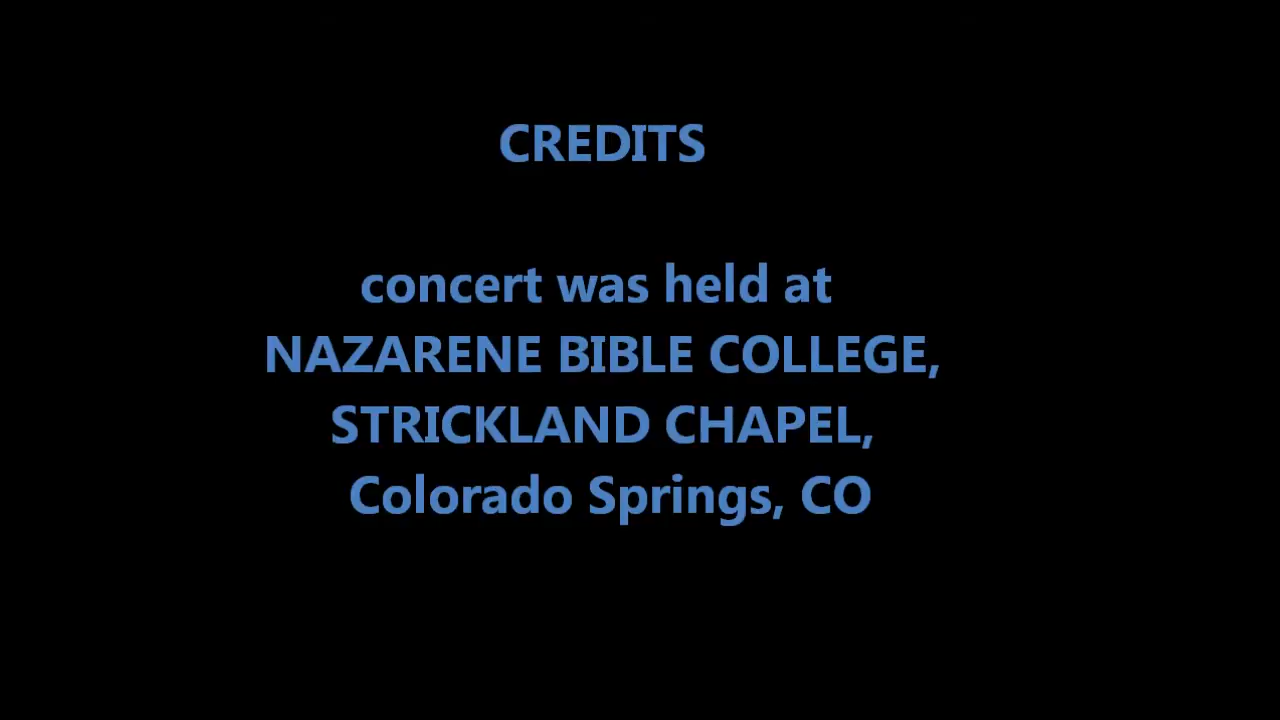 CREDITS
concert was held at
NAZARENE BIBLE COLLEGE,
STRICKLAND CHAPEL,
Colorado Springs, CO